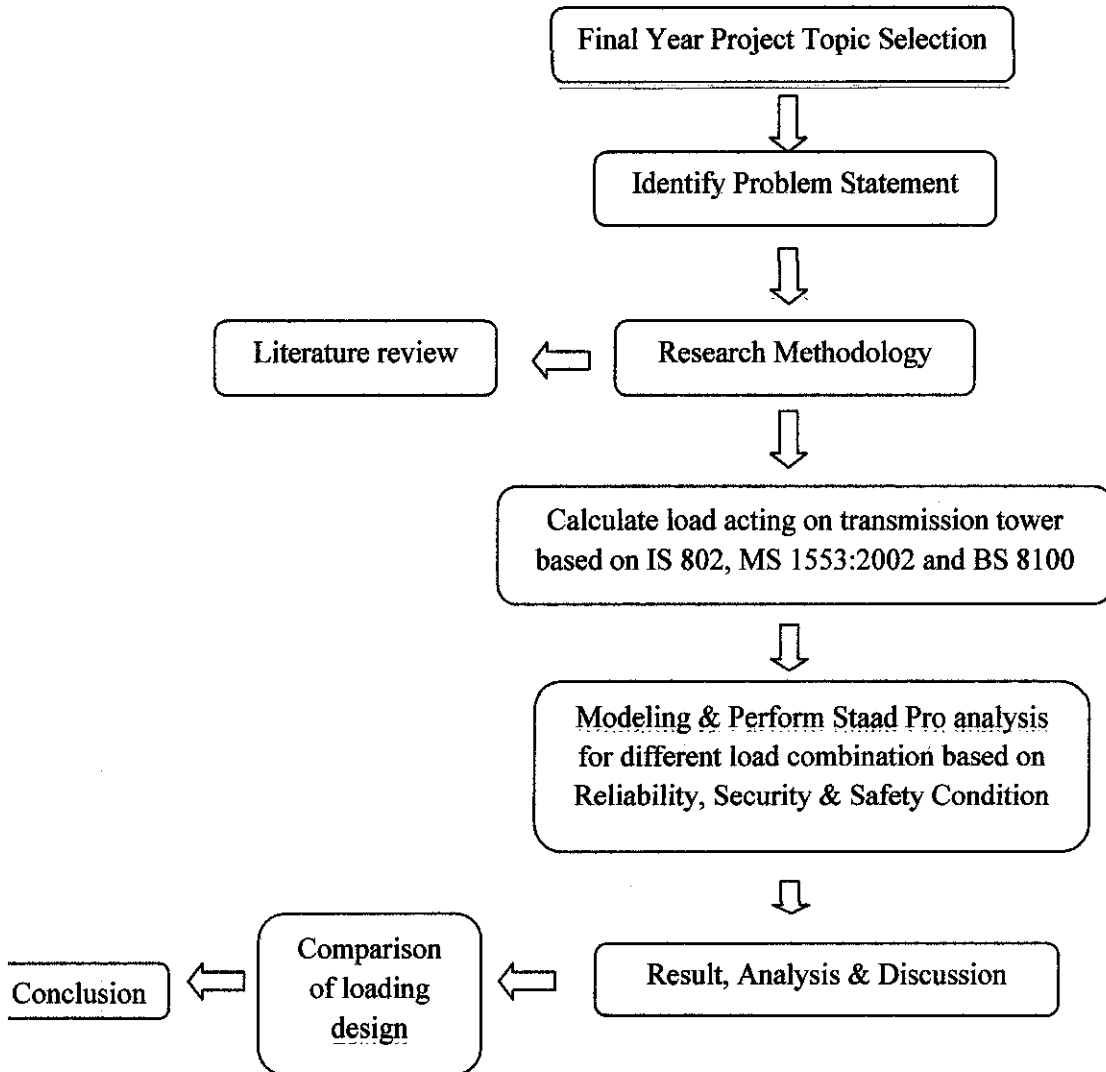 Final Year Project Topic Selection
Identify Problem Statement
Literature review
Research Methodology
Calculate load acting on transmission tower
based on IS 802, MS 1553:2002 and BS 8100
Modeling & Perform Staad Pro analysis
for different load combination based on
Reliability, Security & Safety Condition
Result, Analysis & Discussion
Comparison
of loading
design
Conclusion